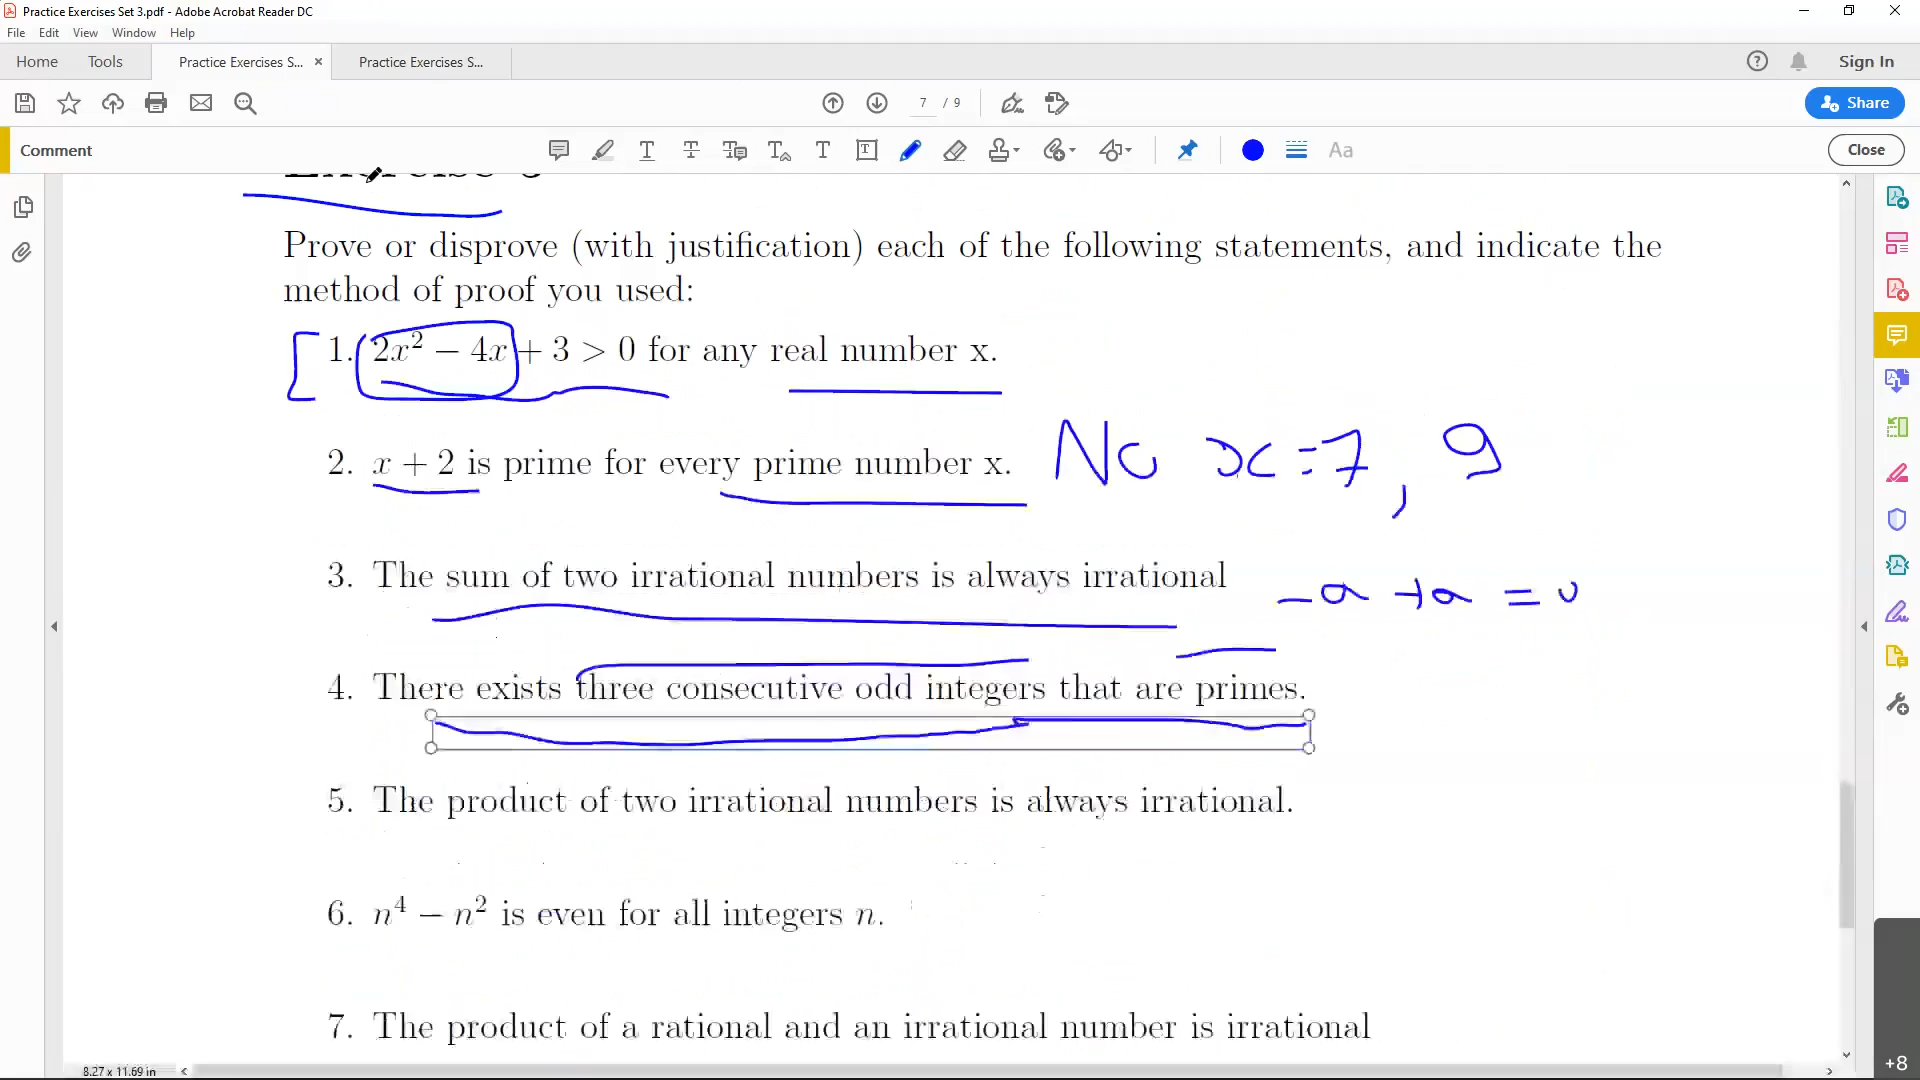 Practice Exercises Set 3.pdf - Adobe Acrobat Reader DC
File Edit View Window Help
Home Tools Practice Exercises S... × Practice Exercises S... Sign In
7 / 9 Share
Comment Aa Close
Prove or disprove (with justification) each of the following statements, and indicate the
method of proof you used:
1. 2x² − 4x + 3 > 0 for any real number x.
2. x + 2 is prime for every prime number x. No x = 7, 9
3. The sum of two irrational numbers is always irrational
-a + a = 0
4. There exists three consecutive odd integers that are primes.
5. The product of two irrational numbers is always irrational.
6. n⁴ − n² is even for all integers n.
7. The product of a rational and an irrational number is irrational
8.27 x 11.69 in
+8